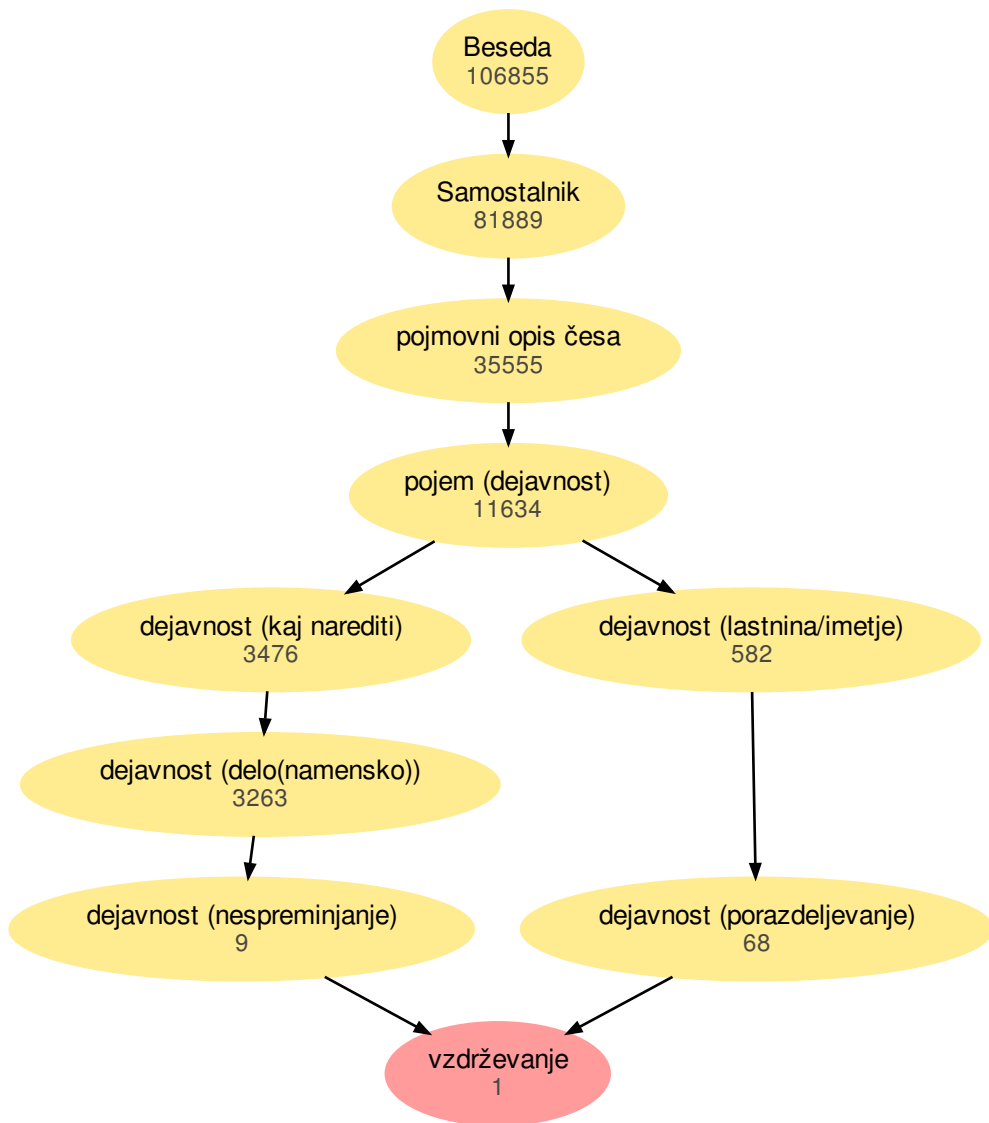 Beseda
106855
Samostalnik
81889
pojmovni opis česa
35555
pojem (dejavnost)
11634
dejavnost (kaj narediti)
3476
dejavnost (lastnina/imetje)
582
dejavnost (delo(namensko))
3263
dejavnost (nespreminjanje)
9
dejavnost (porazdeljevanje)
68
vzdrževanje
1